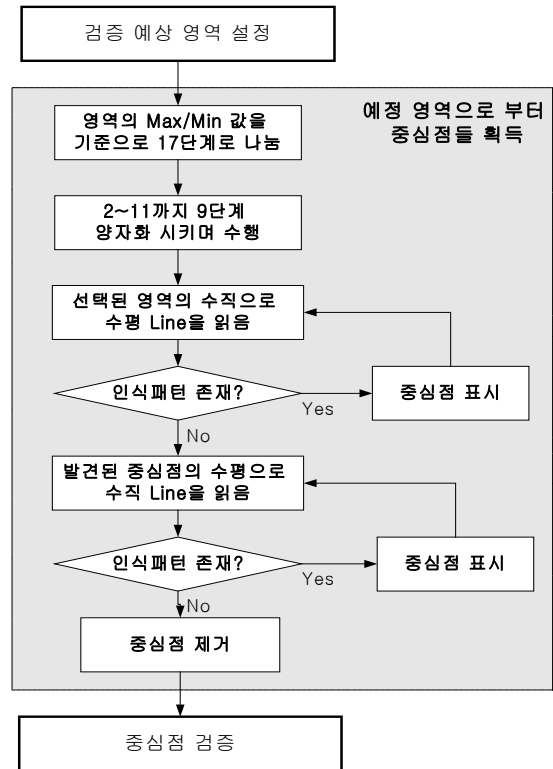 검증 예상 영역 설정
예정 영역으로 부터
중심점들 획득
영역의 Max/Min 값을
기준으로 17단계로 나눔
2~11까지 9단계
양자화 시키며 수행
선택된 영역의 수직으로
수평 Line을 읽음
인식패턴 존재?
Yes
중심점 표시
No
발견된 중심점의 수평으로
수직 Line을 읽음
인식패턴 존재?
Yes
중심점 표시
No
중심점 제거
중심점 검증